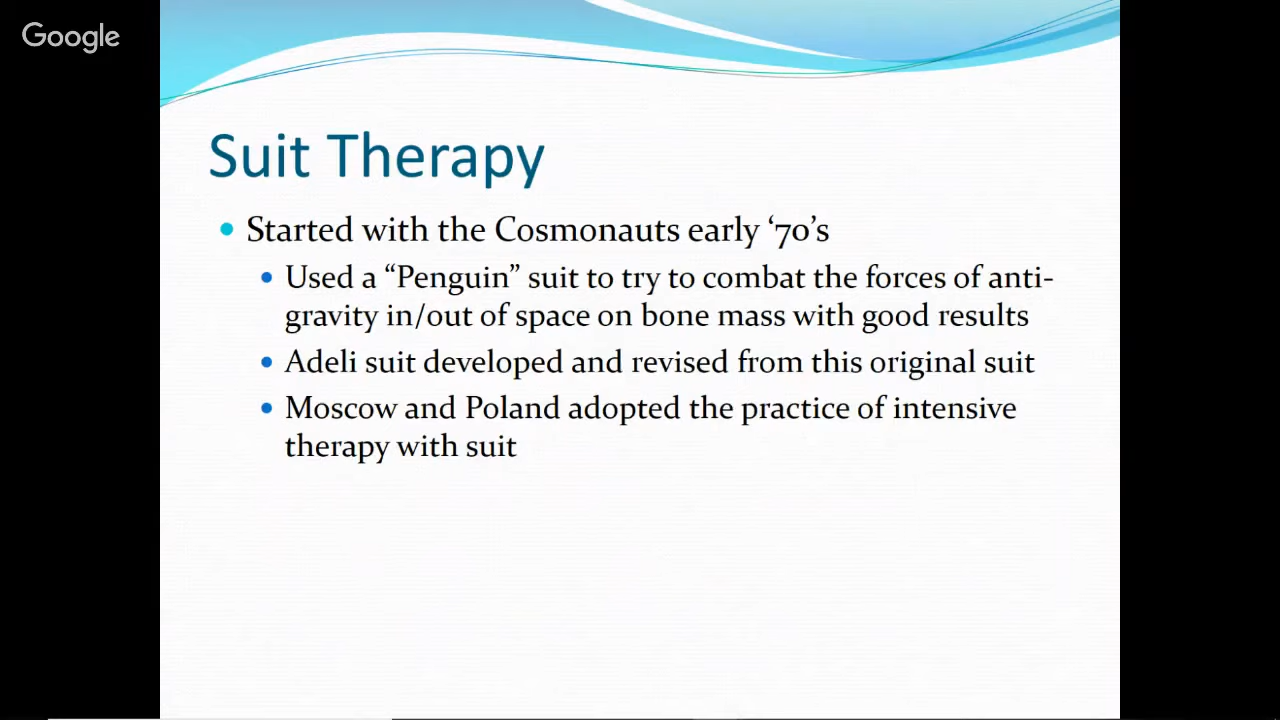 Google
Suit Therapy
Started with the Cosmonauts early ‘70’s
Used a “Penguin” suit to try to combat the forces of anti-
gravity in/out of space on bone mass with good results
Adeli suit developed and revised from this original suit
Moscow and Poland adopted the practice of intensive
therapy with suit